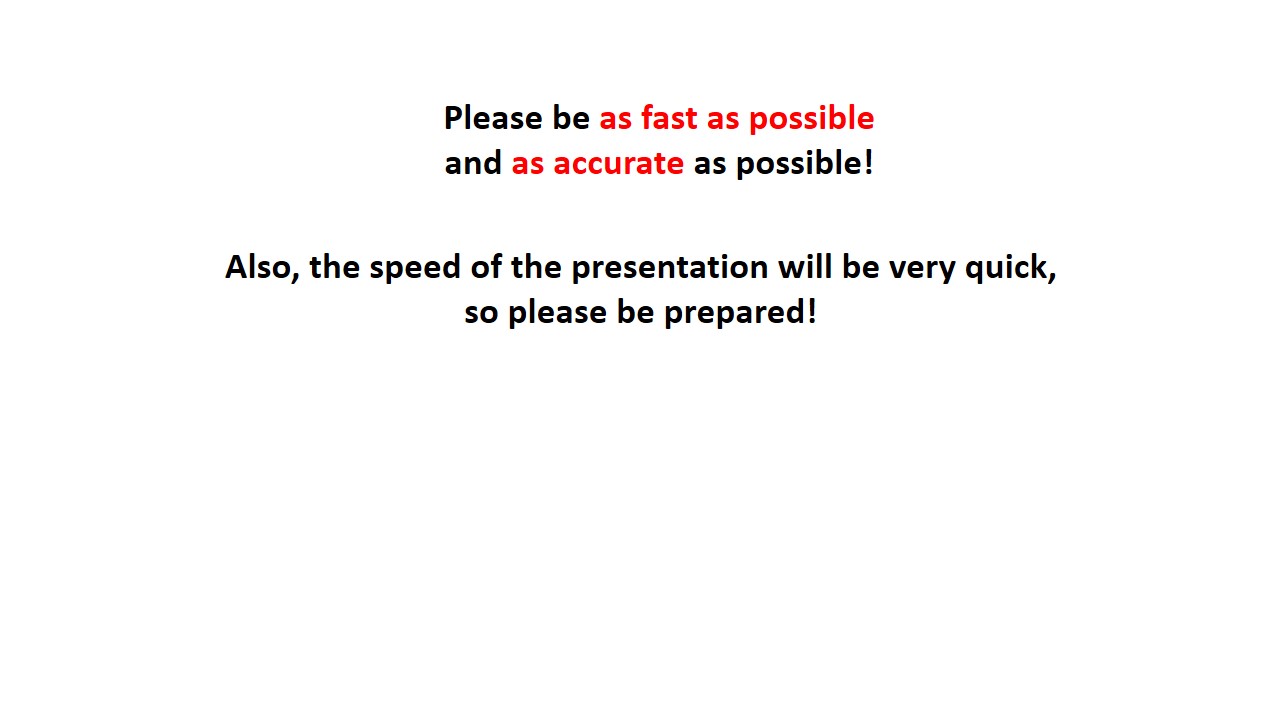 Please be as fast as possible
and as accurate as possible!
Also, the speed of the presentation will be very quick,
so please be prepared!